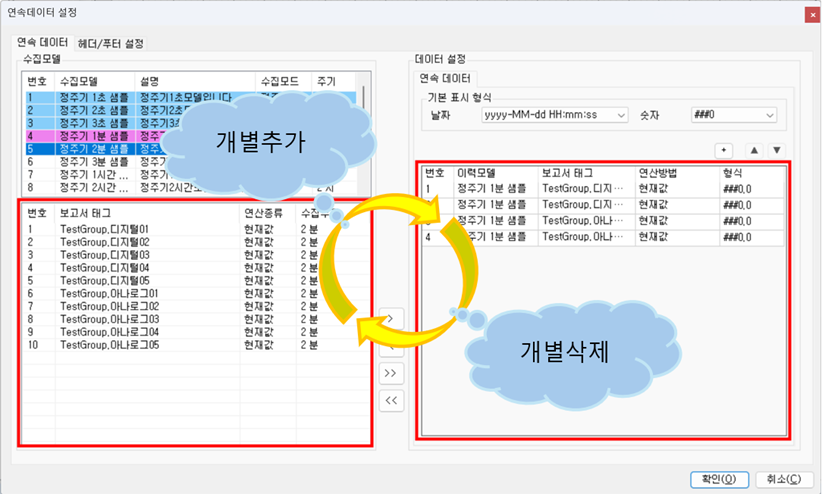 연속데이터 설정
연속 데이터 헤더/푸터 설정
수집모델
번호 수집모델 설명 수집모드 주기
1 정주기 1초 샘플 정주기1초모델입니다
2 정주기 2초 샘플 정주기2초모
3 정주기 3초 샘플 정주기3초
4 정주기 1분 샘플 정주기1
5 정주기 2분 샘플 정주기2
6 정주기 3분 샘플 정주기
7 정주기 1시간 ... 정주기1시
8 정주기 2시간 ... 정주기2시간모
개별추가
번호 보고서 태그 연산종류 수집
1 TestGroup.디지털01 현재값 2 분
2 TestGroup.디지털02 현재값 2 분
3 TestGroup.디지털03 현재값 2 분
4 TestGroup.디지털04 현재값 2 분
5 TestGroup.디지털05 현재값 2 분
6 TestGroup.아나로그01 현재값 2 분
7 TestGroup.아나로그02 현재값 2 분
8 TestGroup.아나로그03 현재값 2 분
9 TestGroup.아나로그04 현재값 2 분
10 TestGroup.아나로그05 현재값 2 분
>
>>
<<
데이터 설정
연속 데이터
기본 표시 형식
날짜 yyyy-MM-dd HH:mm:ss 숫자 ###0
+ ▲ ▼
번호 이력모델 보고서 태그 연산방법 형식
1 정주기 1분 샘플 TestGroup.디지... 현재값 ###0.0
정주기 1분 샘플 TestGroup.디지... 현재값 ###0.0
정주기 1분 샘플 TestGroup.아나... 현재값 ###0.0
4 정주기 1분 샘플 TestGroup.아나... 현재값 ###0.0
개별삭제
확인(O) 취소(C)